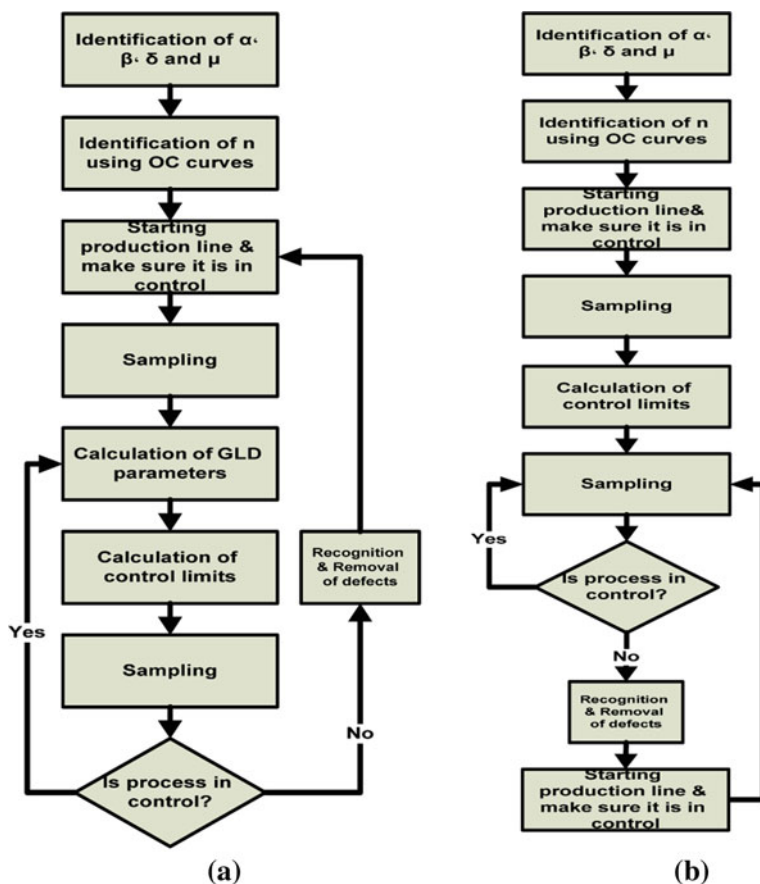 Identification of α،
β، δ and μ
Identification of n
using OC curves
Starting
production line &
make sure it is in
control
Sampling
Calculation of GLD
parameters
Calculation of
control limits
Sampling
Is process in
control?
Yes
No
Recognition
& Removal
of defects
(a)
Identification of α،
β، δ and μ
Identification of n
using OC curves
Starting
production line&
make sure it is in
control
Sampling
Calculation of
control limits
Sampling
Yes
Is process in
control?
No
Recognition
& Removal
of defects
Starting
production line &
make sure it is in
control
(b)